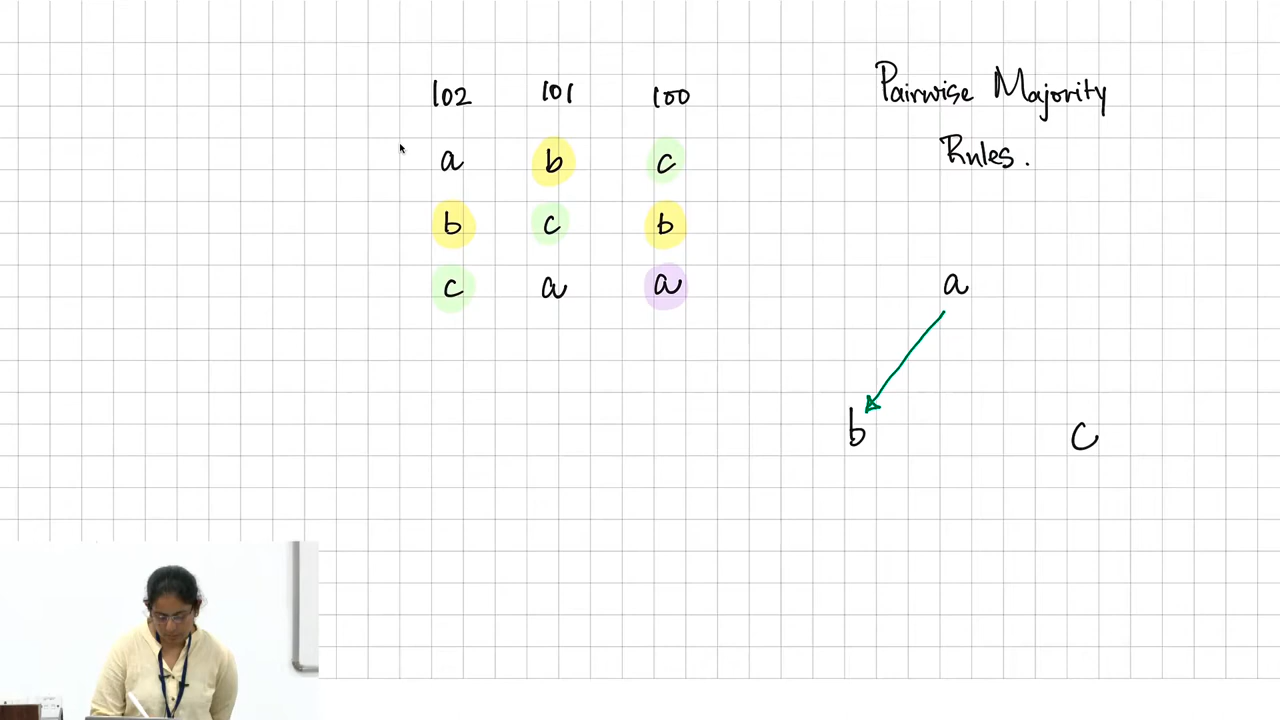 102 101 100
a b c
b c b
c a a
Pairwise Majority
Rules.
a
b c